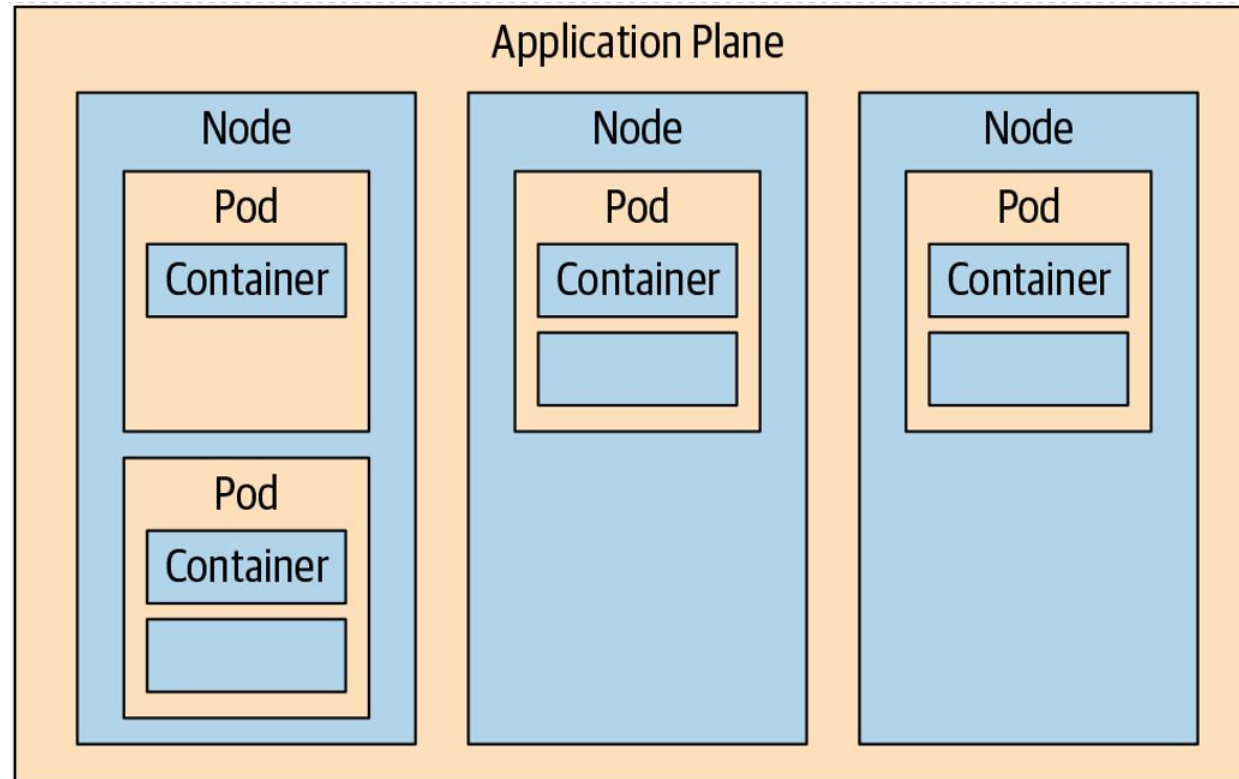 Application Plane
Node
Pod
Container
Pod
Container
Node
Pod
Container
Node
Pod
Container